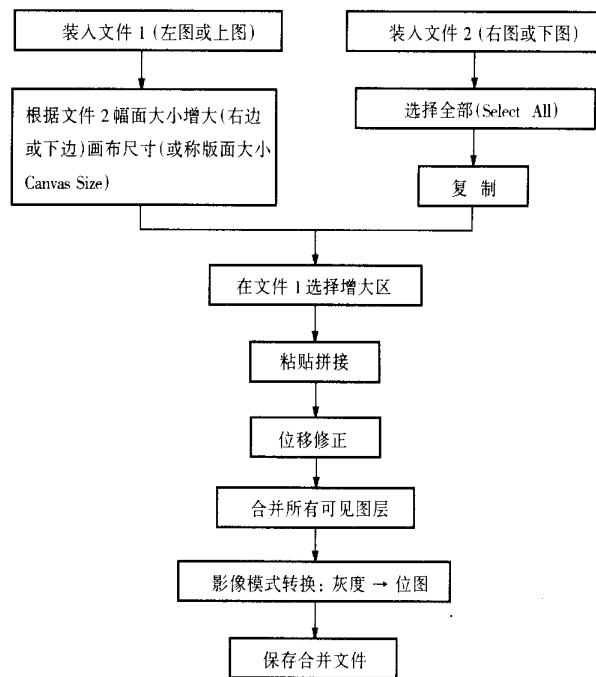 装入文件 1 (左图或上图)
装入文件 2 (右图或下图)
根据文件 2 幅面大小增大(右边
或下边)画布尺寸(或称版面大小
Canvas Size)
选择全部(Select All)
复 制
在文件 1 选择增大区
粘贴拼接
位移修正
合并所有可见图层
影像模式转换: 灰度 → 位图
保存合并文件